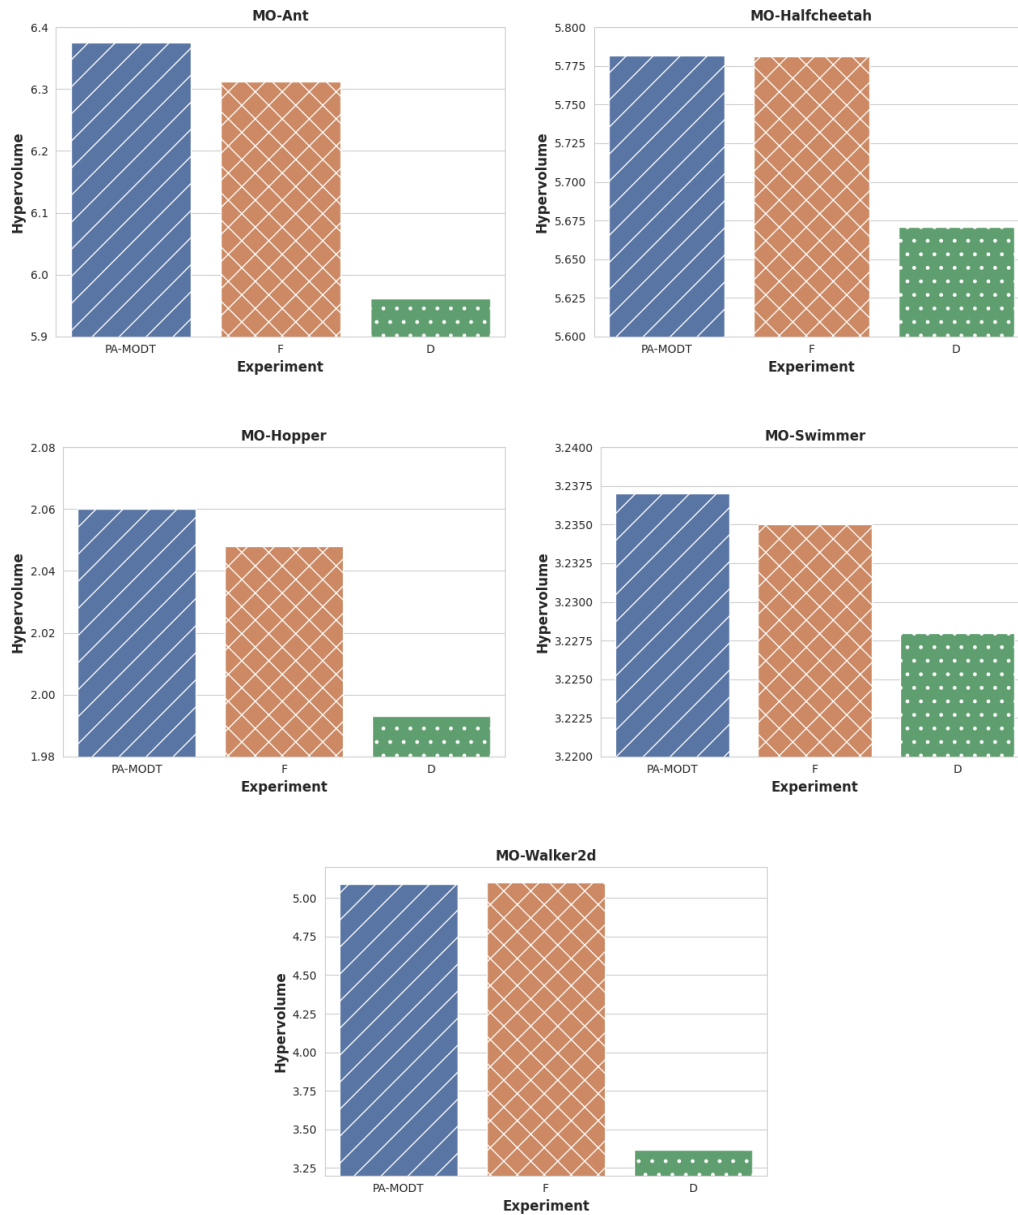 MO-Ant
6.4
6.3
6.2
6.1
6.0
5.9
Hypervolume
PA-MODT F D
Experiment
MO-Halfcheetah
5.800
5.775
5.750
5.725
5.700
5.675
5.650
5.625
5.600
Hypervolume
PA-MODT F D
Experiment
MO-Hopper
2.08
2.06
2.04
2.02
2.00
1.98
Hypervolume
PA-MODT F D
Experiment
MO-Swimmer
3.2400
3.2375
3.2350
3.2325
3.2300
3.2275
3.2250
3.2225
3.2200
Hypervolume
PA-MODT F D
Experiment
MO-Walker2d
5.00
4.75
4.50
4.25
4.00
3.75
3.50
3.25
Hypervolume
PA-MODT F D
Experiment